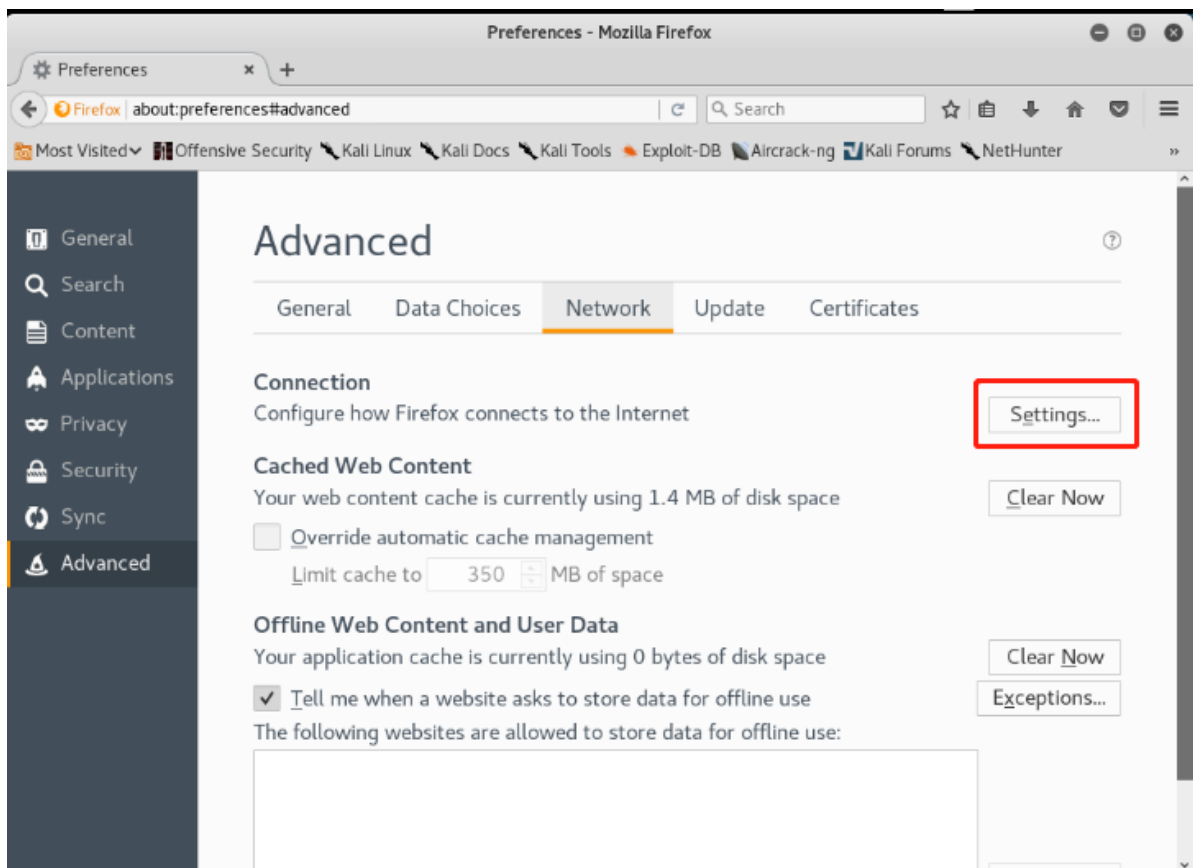 Preferences - Mozilla Firefox
Preferences
Firefox about:preferences#advanced Search
Most Visited Offensive Security Kali Linux Kali Docs Kali Tools Exploit-DB Aircrack-ng Kali Forums NetHunter »
General
Search
Content
Applications
Privacy
Security
Sync
Advanced
Advanced
General Data Choices Network Update Certificates
Connection
Configure how Firefox connects to the Internet Settings...
Cached Web Content
Your web content cache is currently using 1.4 MB of disk space Clear Now
Override automatic cache management
Limit cache to 350 MB of space
Offline Web Content and User Data
Your application cache is currently using 0 bytes of disk space Clear Now
Tell me when a website asks to store data for offline use Exceptions...
The following websites are allowed to store data for offline use: